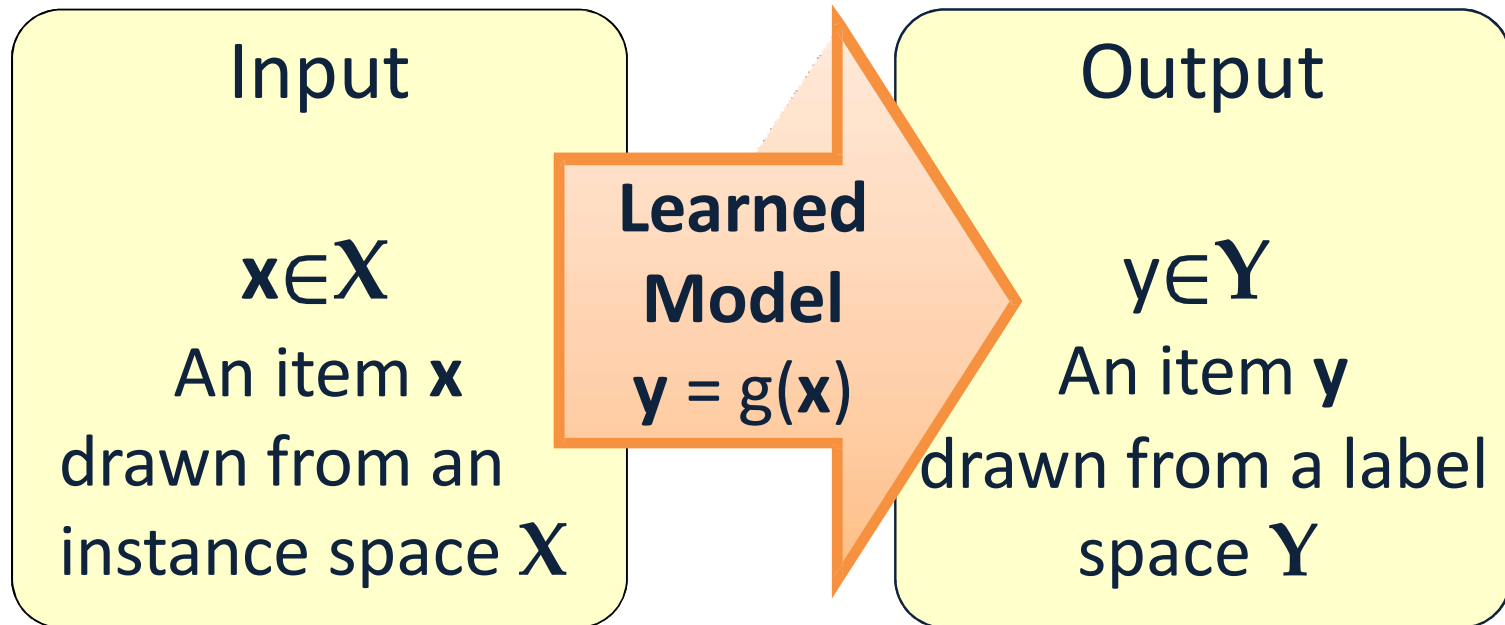 Input
x∈X
An item x
drawn from an
instance space X
Learned
Model
y = g(x)
Output
y∈Y
An item y
drawn from a label
space Y